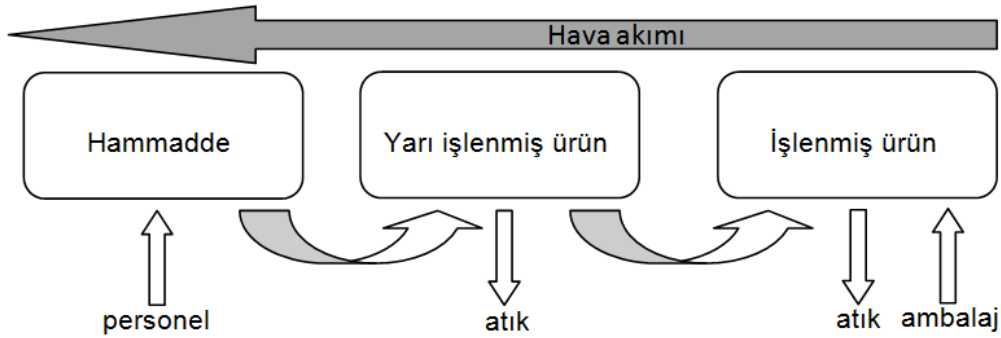 Hava akımı
Hammadde
Yarı işlenmiş ürün
İşlenmiş ürün
personel
atık
atık
ambalaj